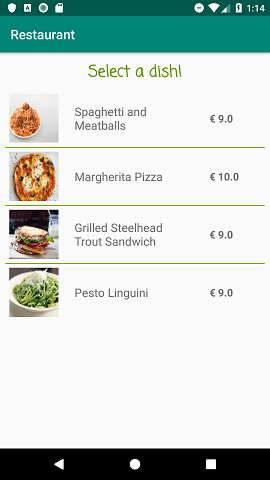 1:14
Restaurant
Select a dish!
Spaghetti and
Meatballs
€ 9.0
Margherita Pizza
€ 10.0
Grilled Steelhead
Trout Sandwich
€ 9.0
Pesto Linguini
€ 9.0